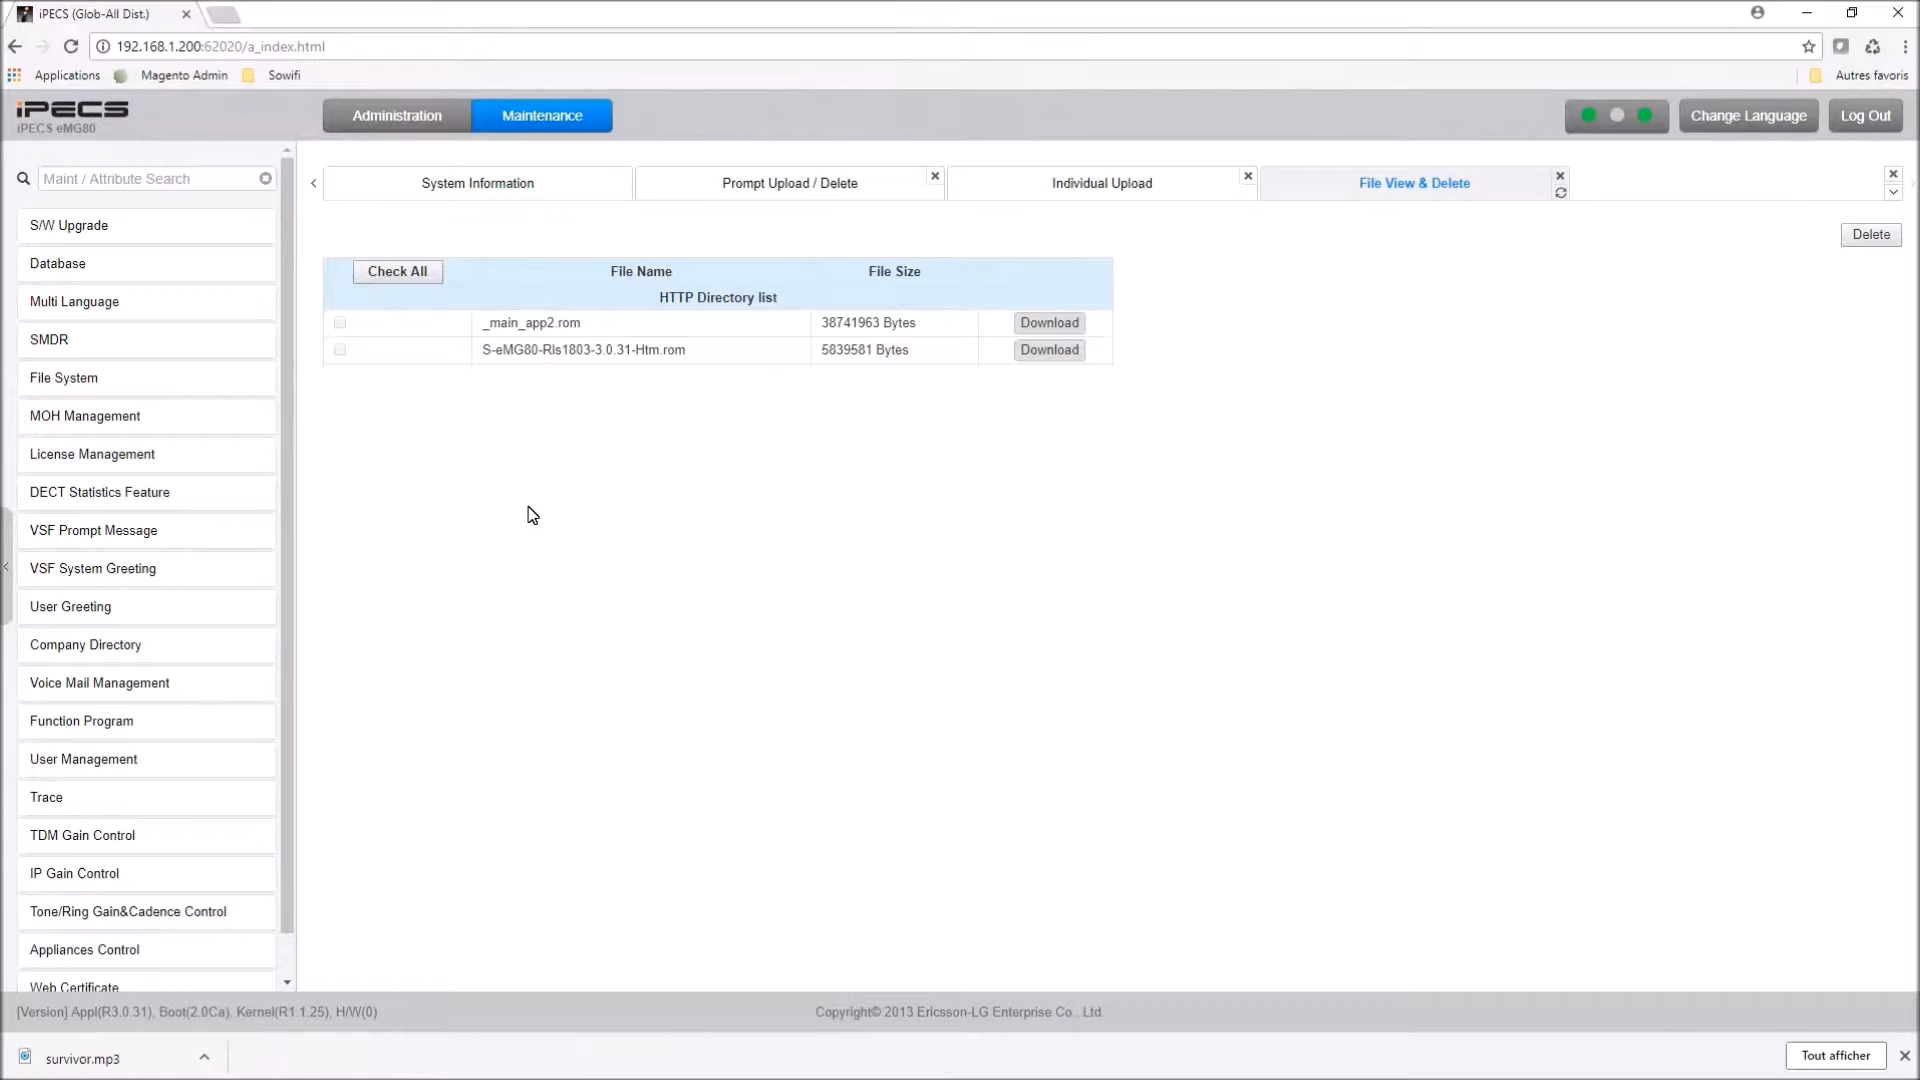 iPECS (Glob-All Dist.)
192.168.1.200:62020/a_index.html
Applications Magento Admin Sowifi Autres favoris
iPECS
iPECS eMG80
Administration Maintenance Change Language Log Out
Maint / Attribute Search
System Information Prompt Upload / Delete Individual Upload File View & Delete
Delete
Check All File Name File Size
HTTP Directory list
_main_app2.rom 38741963 Bytes Download
S-eMG80-Rls1803-3.0.31-Htm.rom 5839581 Bytes Download
S/W Upgrade
Database
Multi Language
SMDR
File System
MOH Management
License Management
DECT Statistics Feature
VSF Prompt Message
VSF System Greeting
User Greeting
Company Directory
Voice Mail Management
Function Program
User Management
Trace
TDM Gain Control
IP Gain Control
Tone/Ring Gain&Cadence Control
Appliances Control
Web Certificate
[Version] Appl(R3.0.31), Boot(2.0Ca). Kernel(R1.1.25), H/W(0) Copyright© 2013 Ericsson-LG Enterprise Co., Ltd.
survivor.mp3 Tout afficher